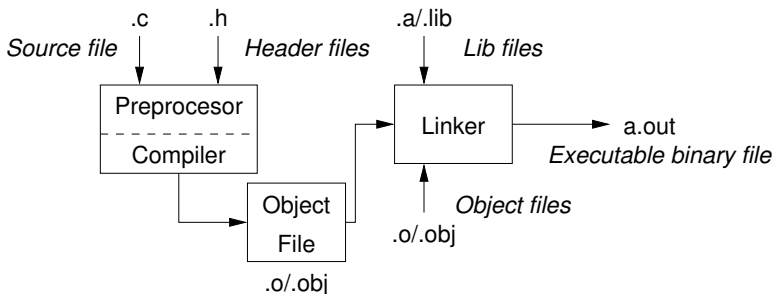 .c .h .a/.lib
Source file Header files Lib files
Preprocesor
Compiler
Linker
a.out
Executable binary file
Object
File
.o/.obj
Object files
.o/.obj